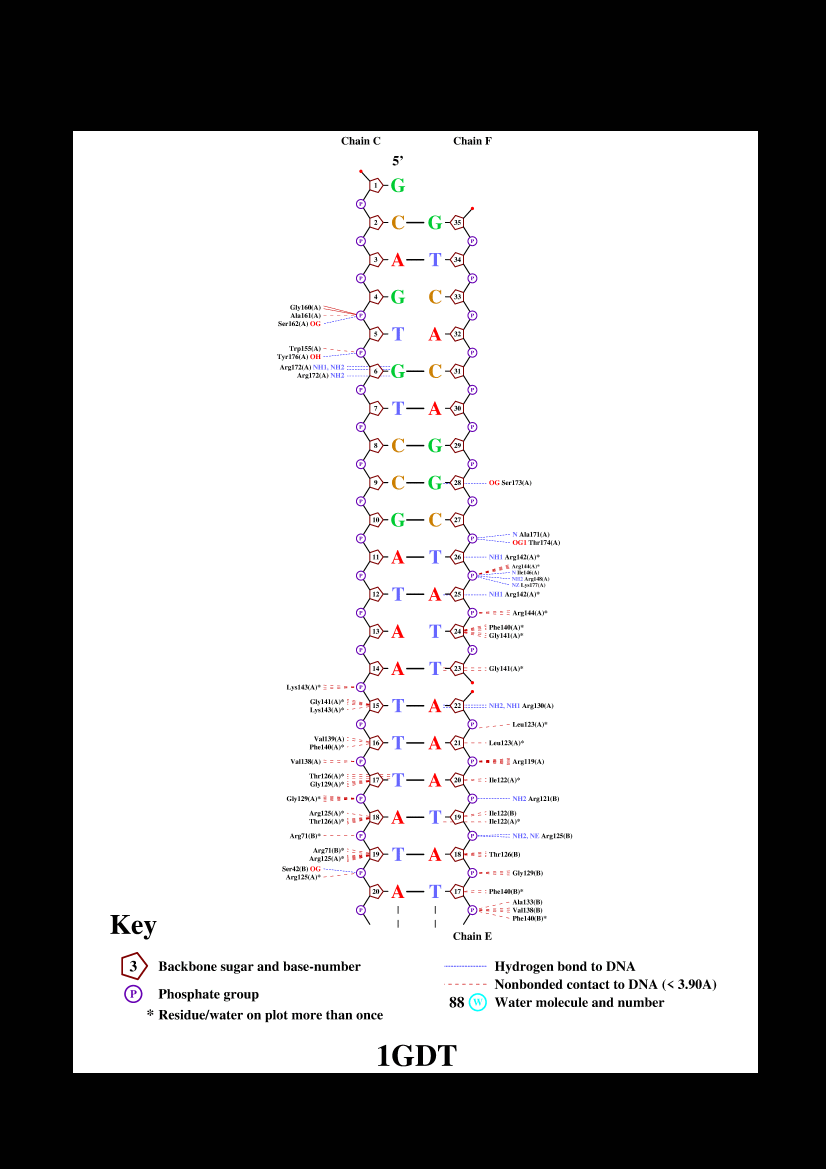 Chain C Chain F
5’
1 G
P
2 C G 35
P P
3 A T 34
P P
4 G C 33
Gly160(A)
Ala161(A) P P
Ser162(A) OG
5 T A 32
Trp155(A) P P
Tyr176(A) OH
Arg172(A) NH1, NH2 6 G C 31
Arg172(A) NH2
P P
7 T A 30
P P
8 C G 29
P P
9 C G 28 OG Ser173(A)
P P
10 G C 27
N Ala171(A)
P P
OG1 Thr174(A)
11 A T 26 NH1 Arg142(A)*
Arg144(A)*
N Ile146(A)
P P
NH2 Arg148(A)
NZ Lys177(A)
12 T A 25 NH1 Arg142(A)*
P P Arg144(A)*
13 A T 24 Phe140(A)*
Gly141(A)*
P P
14 A T 23 Gly141(A)*
Lys143(A)* P
Gly141(A)* 15 T A 22 NH2, NH1 Arg130(A)
Lys143(A)*
P P Leu123(A)*
Val139(A) 16 T A 21 Leu123(A)*
Phe140(A)*
Val138(A) P P Arg119(A)
Thr126(A)* 17 T A 20 Ile122(A)*
Gly129(A)*
Gly129(A)* P P NH2 Arg121(B)
Arg125(A)* 18 A T 19 Ile122(B)
Thr126(A)* Ile122(A)*
Arg71(B)* P P NH2, NE Arg125(B)
Arg71(B)* 19 T A 18 Thr126(B)
Arg125(A)*
Ser42(B) OG P P Gly129(B)
Arg125(A)*
20 A T 17 Phe140(B)*
Ala133(B)
P P Val138(B)
Phe140(B)*
Chain E
Key
3 Backbone sugar and base-number
P Phosphate group
* Residue/water on plot more than once
Hydrogen bond to DNA
Nonbonded contact to DNA (< 3.90A)
88 W Water molecule and number
1GDT